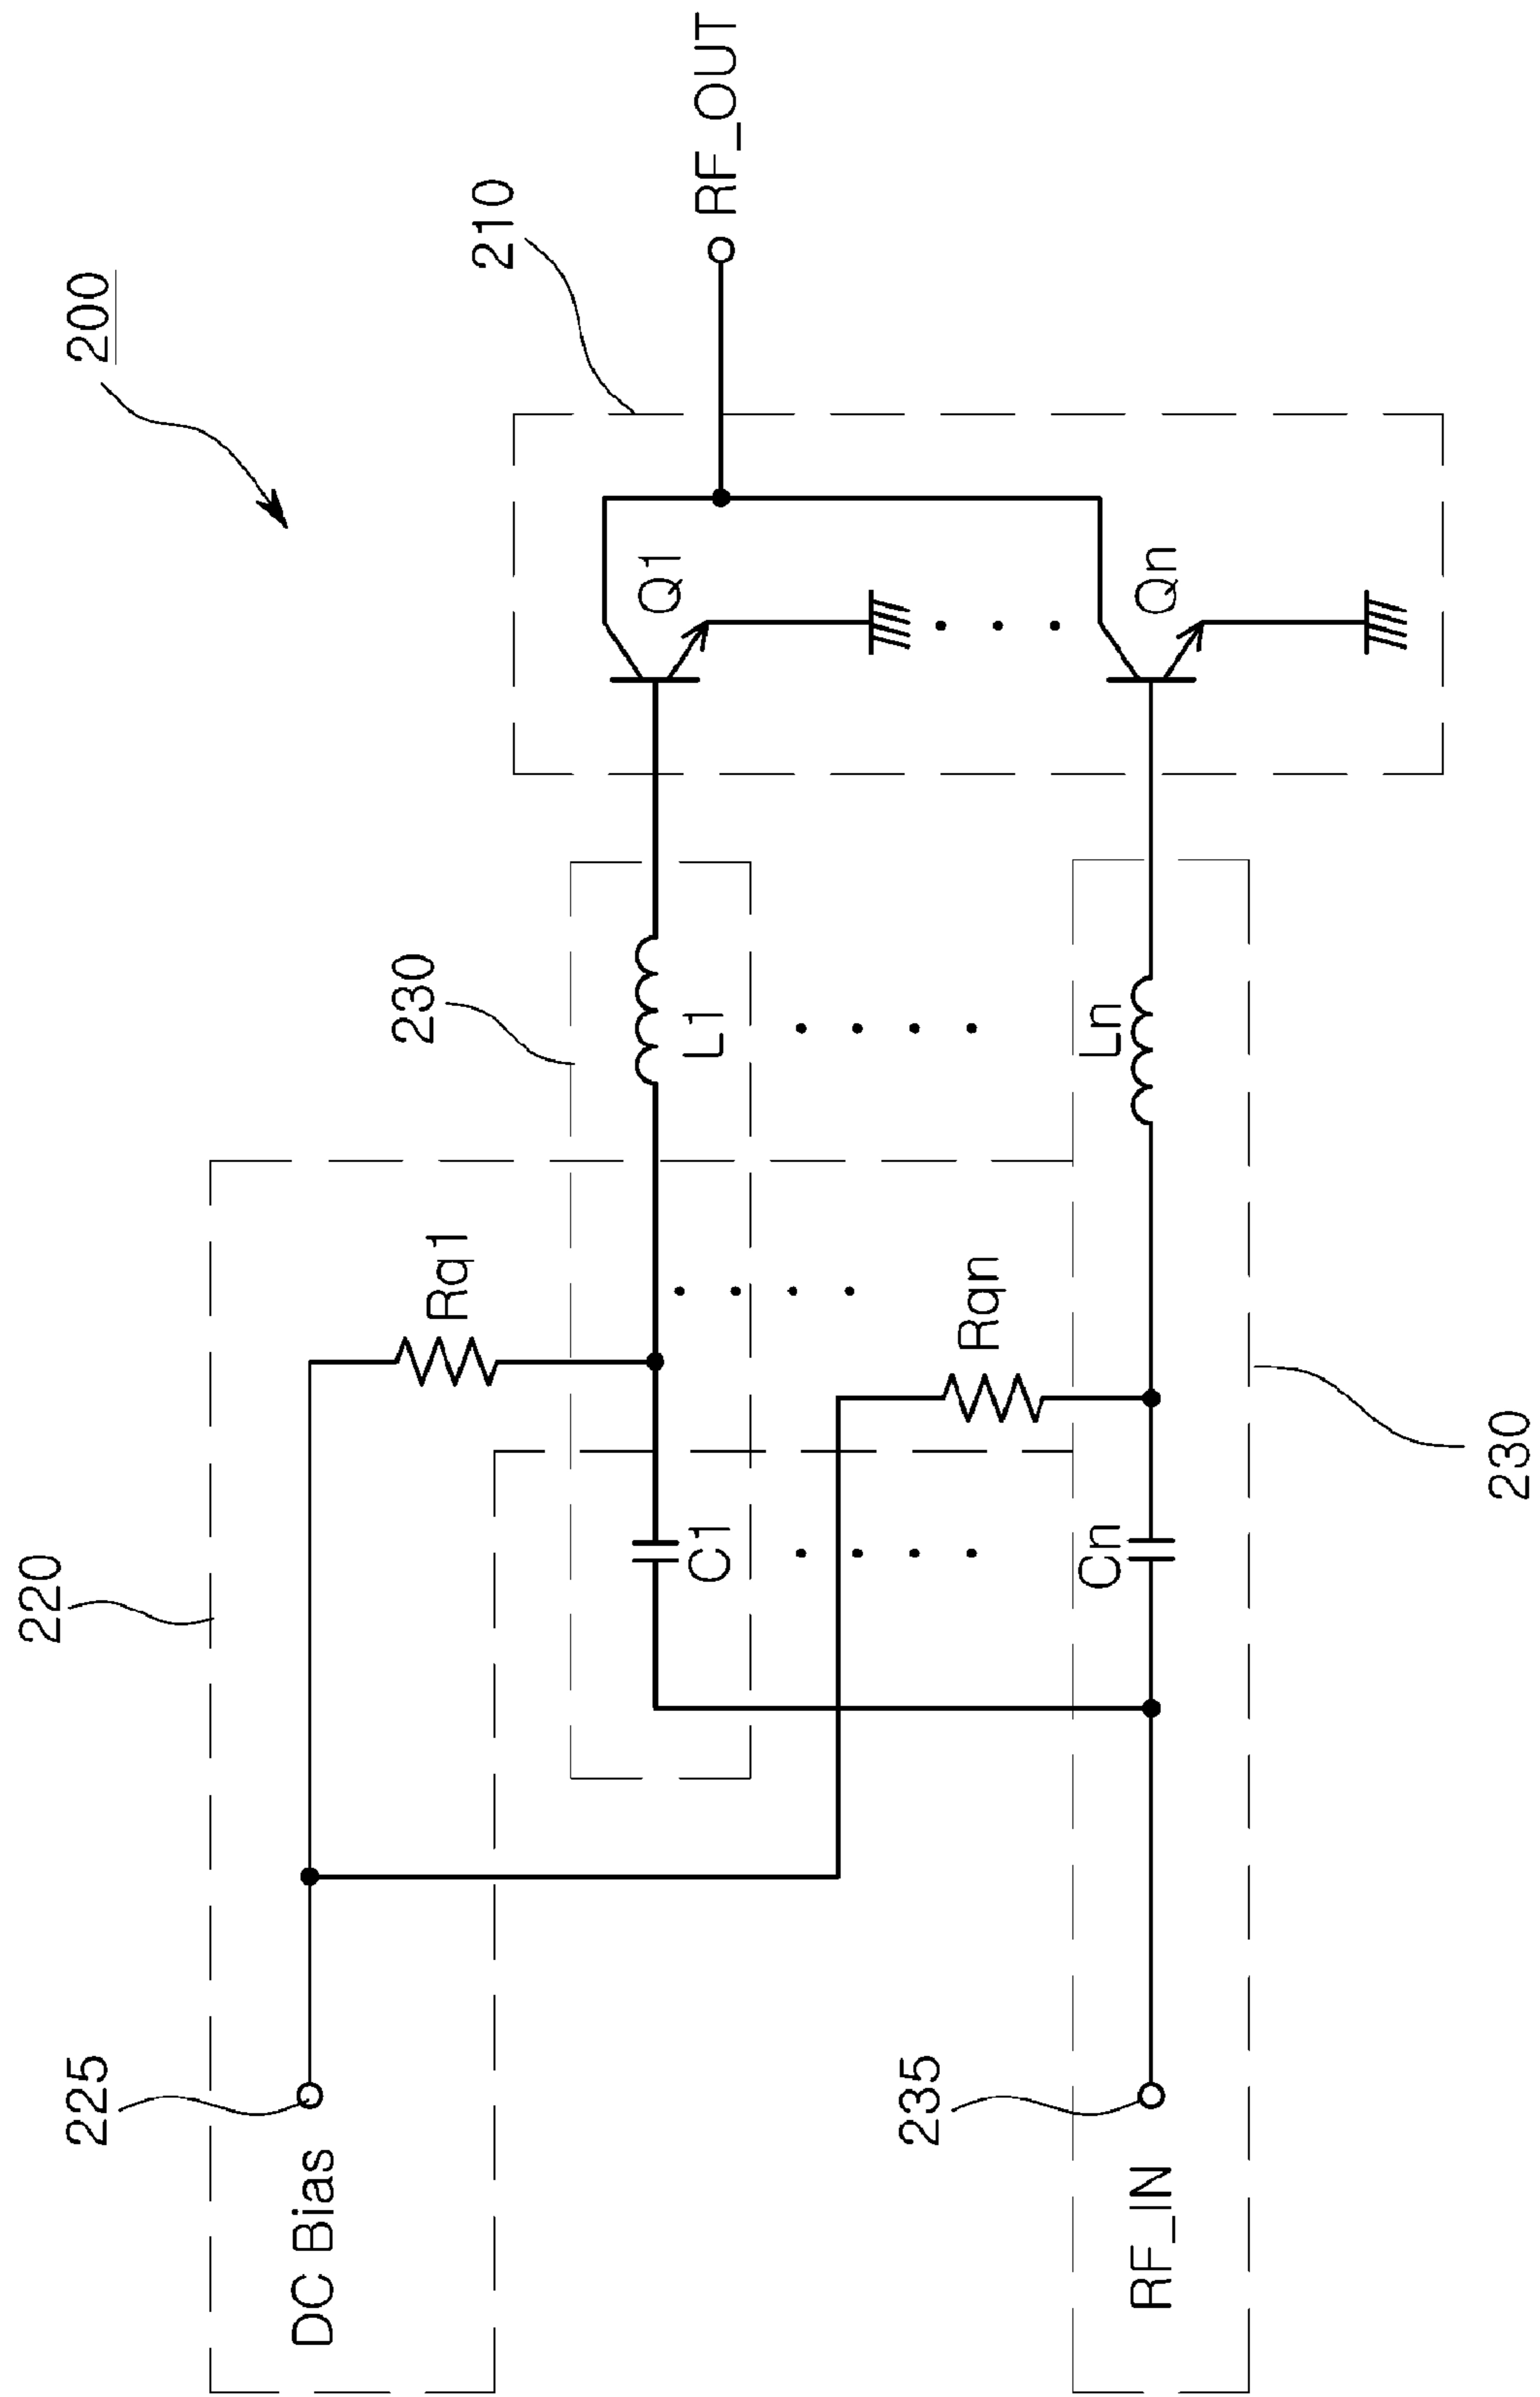 200
220
225
DC Bias
230
Rq1
210
Q1
RF_OUT
C1
L1
235
Rqn
Cn
Ln
Qn
RF_IN
230